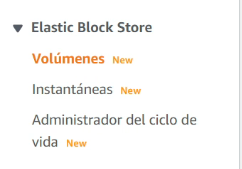 Elastic Block Store
Volúmenes New
Instantáneas New
Administrador del ciclo de
vida New